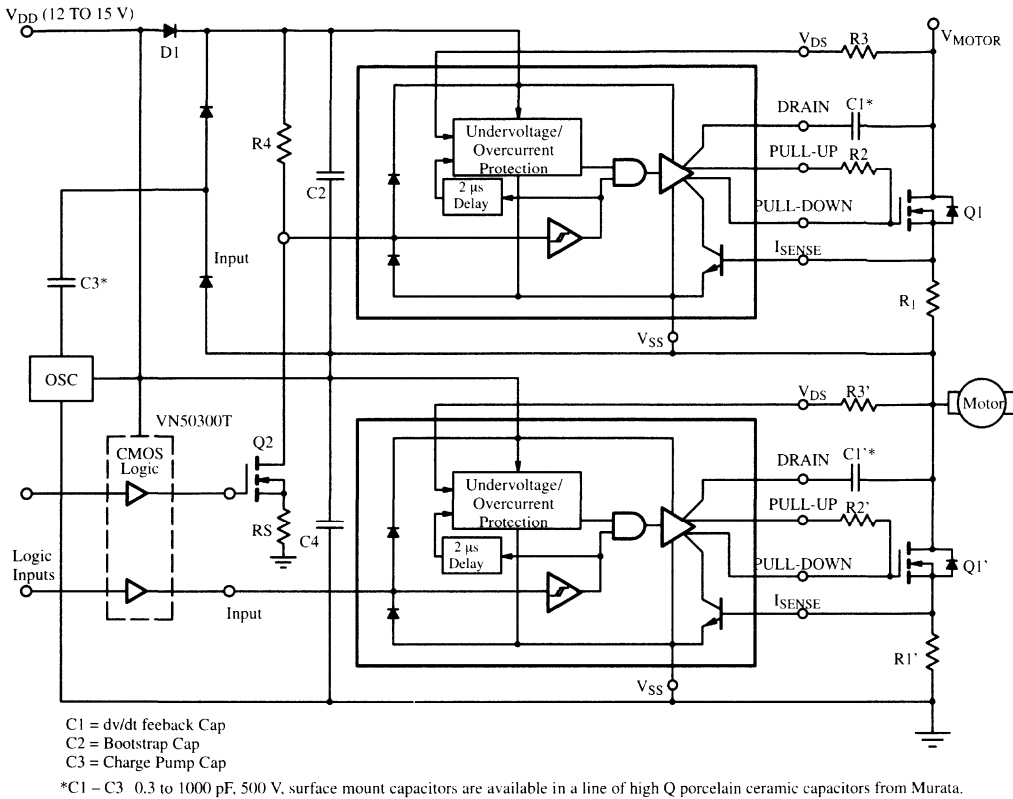 V_DD (12 TO 15 V)
D1
V_DS
R3
V_MOTOR
DRAIN
C1*
PULL-UP
R2
PULL-DOWN
Q1
I_SENSE
R_1
Undervoltage/
Overcurrent
Protection
2 µs
Delay
R4
C2
Input
C3*
V_SS
OSC
VN50300T
CMOS
Logic
Q2
RS
C4
Logic
Inputs
Input
V_DS
R3'
Motor
DRAIN
C1'*
PULL-UP
R2'
PULL-DOWN
Q1'
I_SENSE
R1'
Undervoltage/
Overcurrent
Protection
2 µs
Delay
V_SS
C1 = dv/dt feeback Cap
C2 = Bootstrap Cap
C3 = Charge Pump Cap
*C1 – C3 0.3 to 1000 pF, 500 V, surface mount capacitors are available in a line of high Q porcelain ceramic capacitors from Murata.